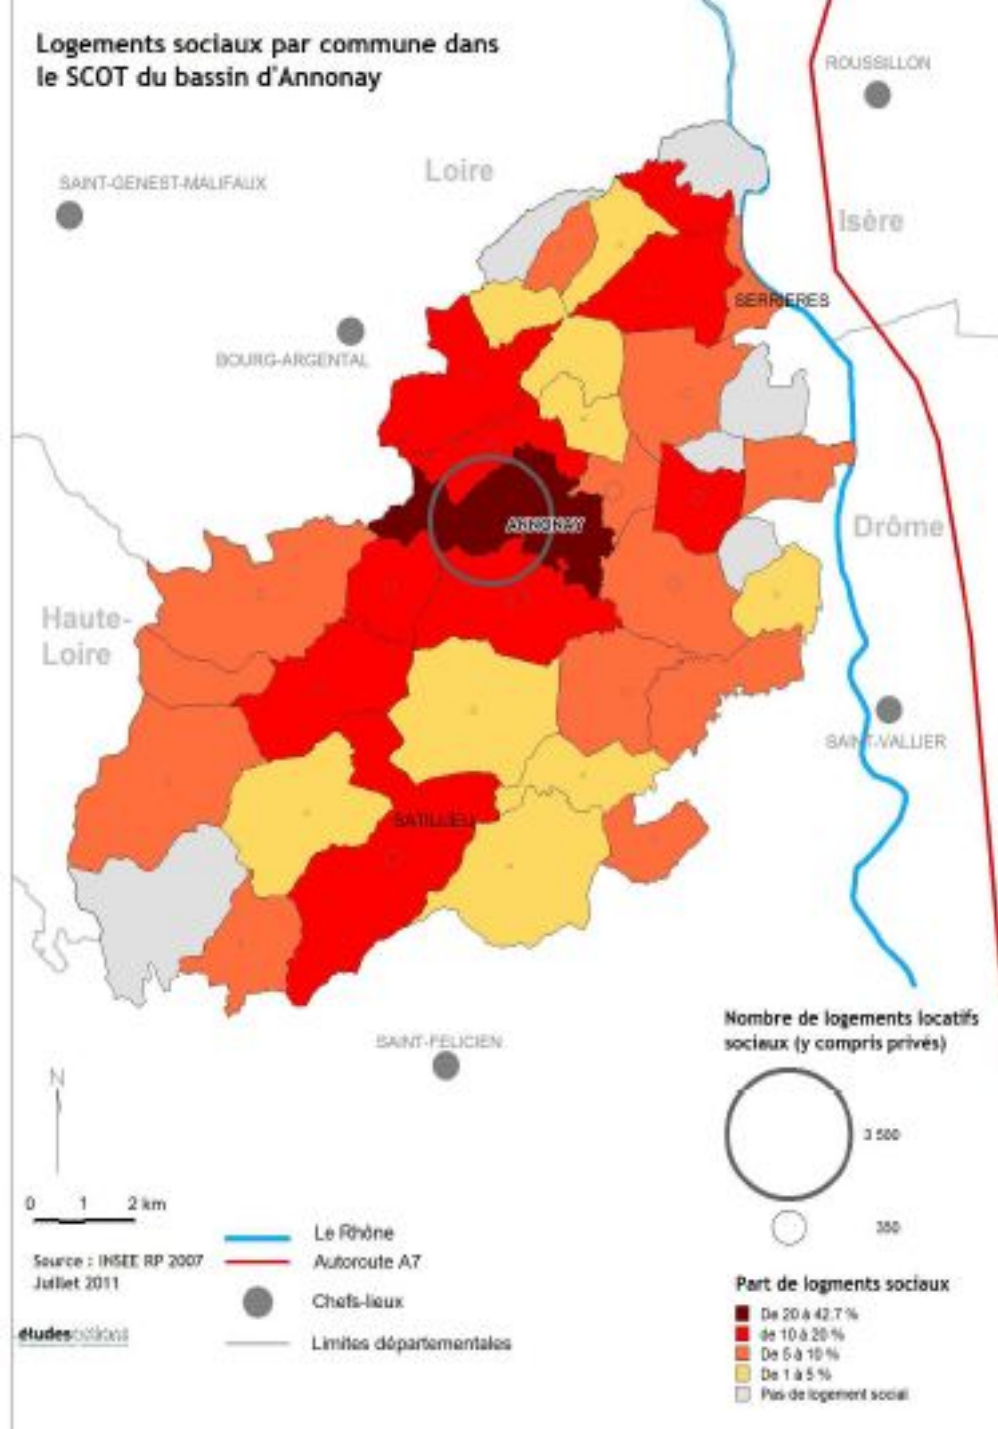 Logements sociaux par commune dans
le SCOT du bassin d'Annonay
ROUSSILLON
Loire
SAINT-GENEST-MALIFAUX
Isère
SERRIERES
BOURG-ARGENTAL
ANNONAY
Drôme
Haute-
Loire
SAINT-VALLIER
SATILLIEU
Nombre de logements locatifs
sociaux (y compris privés)
SAINT-FELICIEN
N
3 500
350
0 1 2 km
Le Rhône
Source : INSEE RP 2007
Juillet 2011
Autoroute A7
Chefs-lieux
études actions
Limites départementales
Part de logments sociaux
De 20 à 42.7 %
de 10 à 20 %
De 5 à 10 %
De 1 à 5 %
Pas de logement social